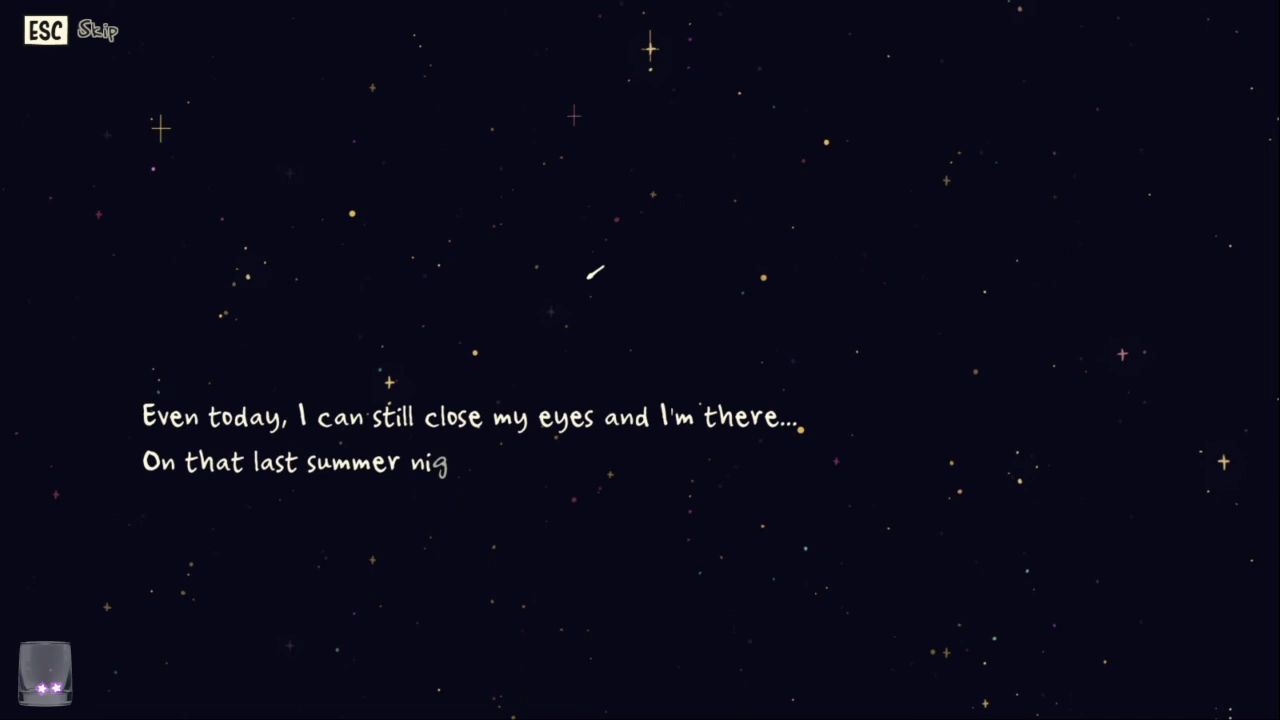 ESC Skip
Even today, I can still close my eyes and I'm there...
On that last summer nig